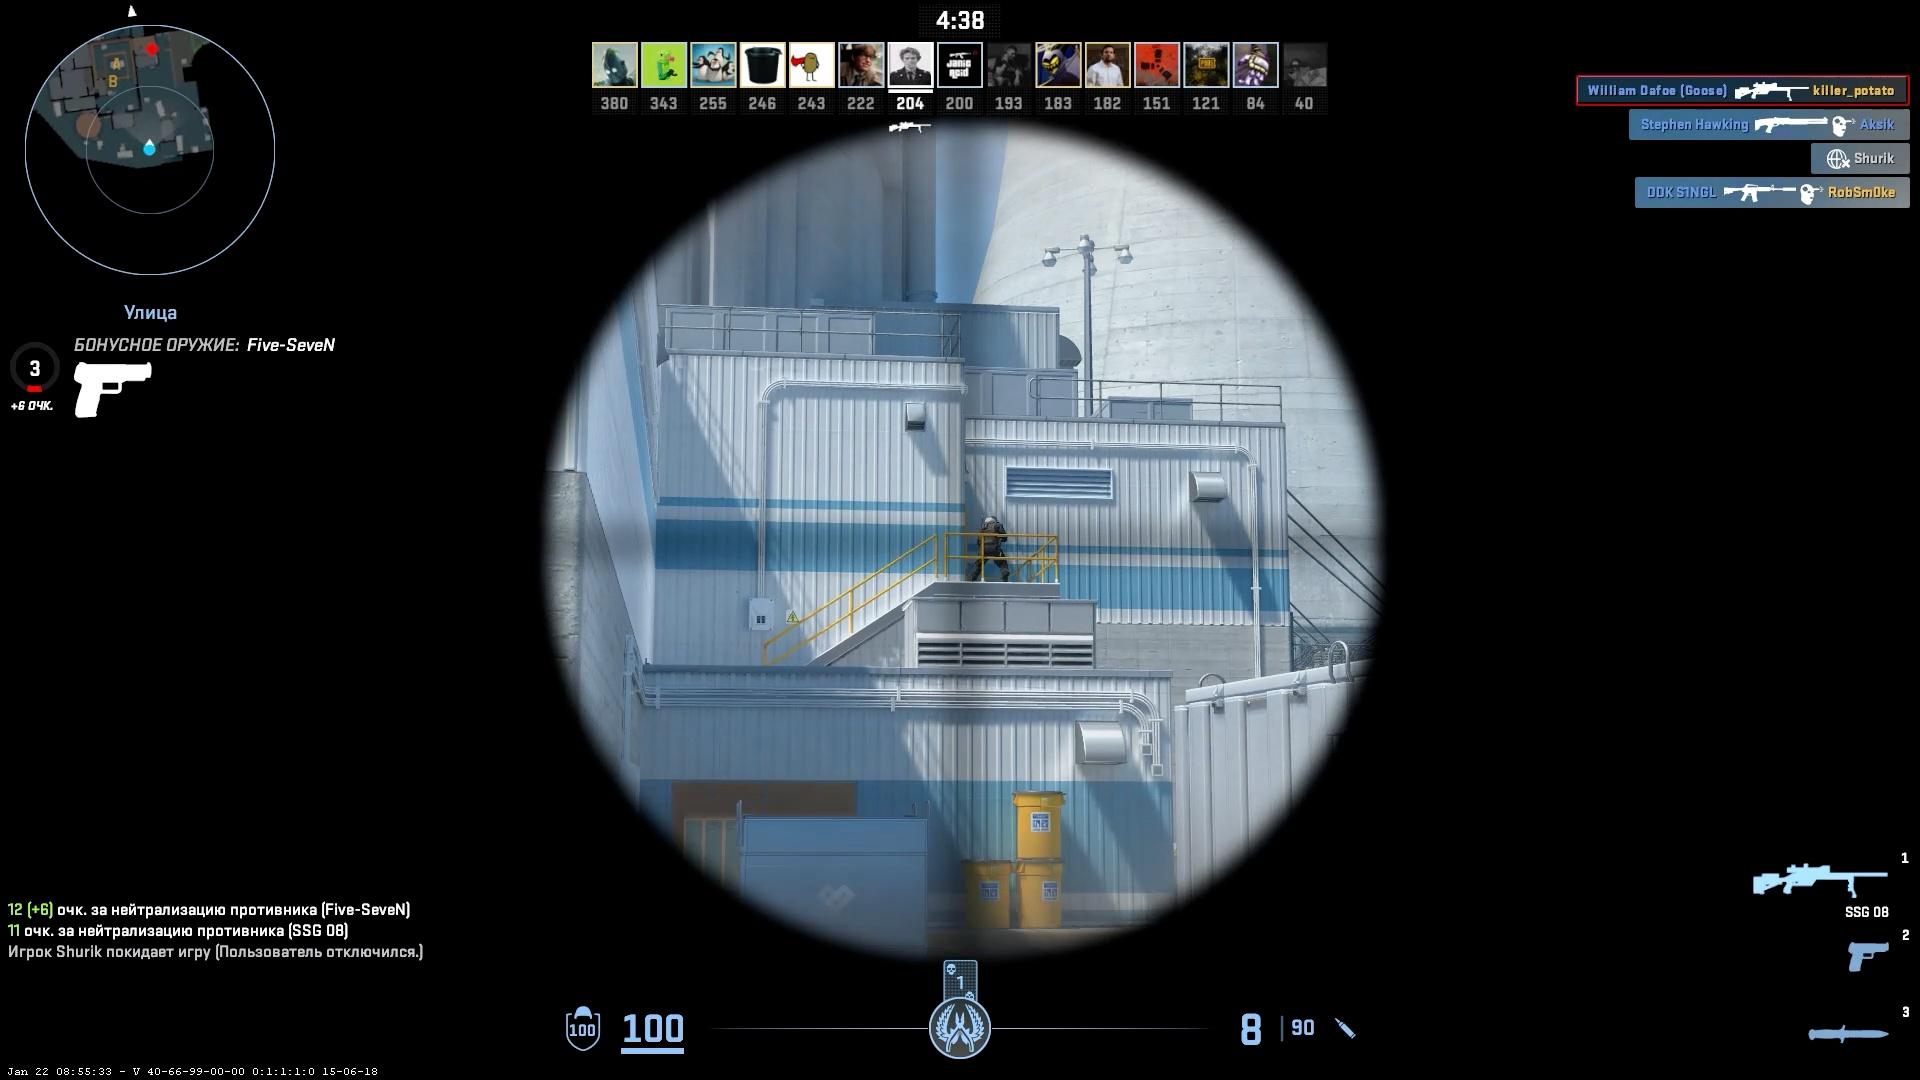 4:38
JANIC ACID
380 343 255 246 243 222 204 200 193 183 182 151 121 84 40
A
B
William Dafoe (Goose) killer_potato
Stephen Hawking Aksik
Shurik
DDK S1NGL RobSm0ke
Улица
БОНУСНОЕ ОРУЖИЕ: Five-SeveN
3
+6 ОЧК.
12 (+6) очк. за нейтрализацию противника (Five-SeveN)
11 очк. за нейтрализацию противника (SSG 08)
Игрок Shurik покидает игру (Пользователь отключился.)
1
SSG 08
2
3
1
100 100
8 | 90
Jan 22 08:55:33 - V 40-66-99-00-00 0:1:1:1:0 15-06-18